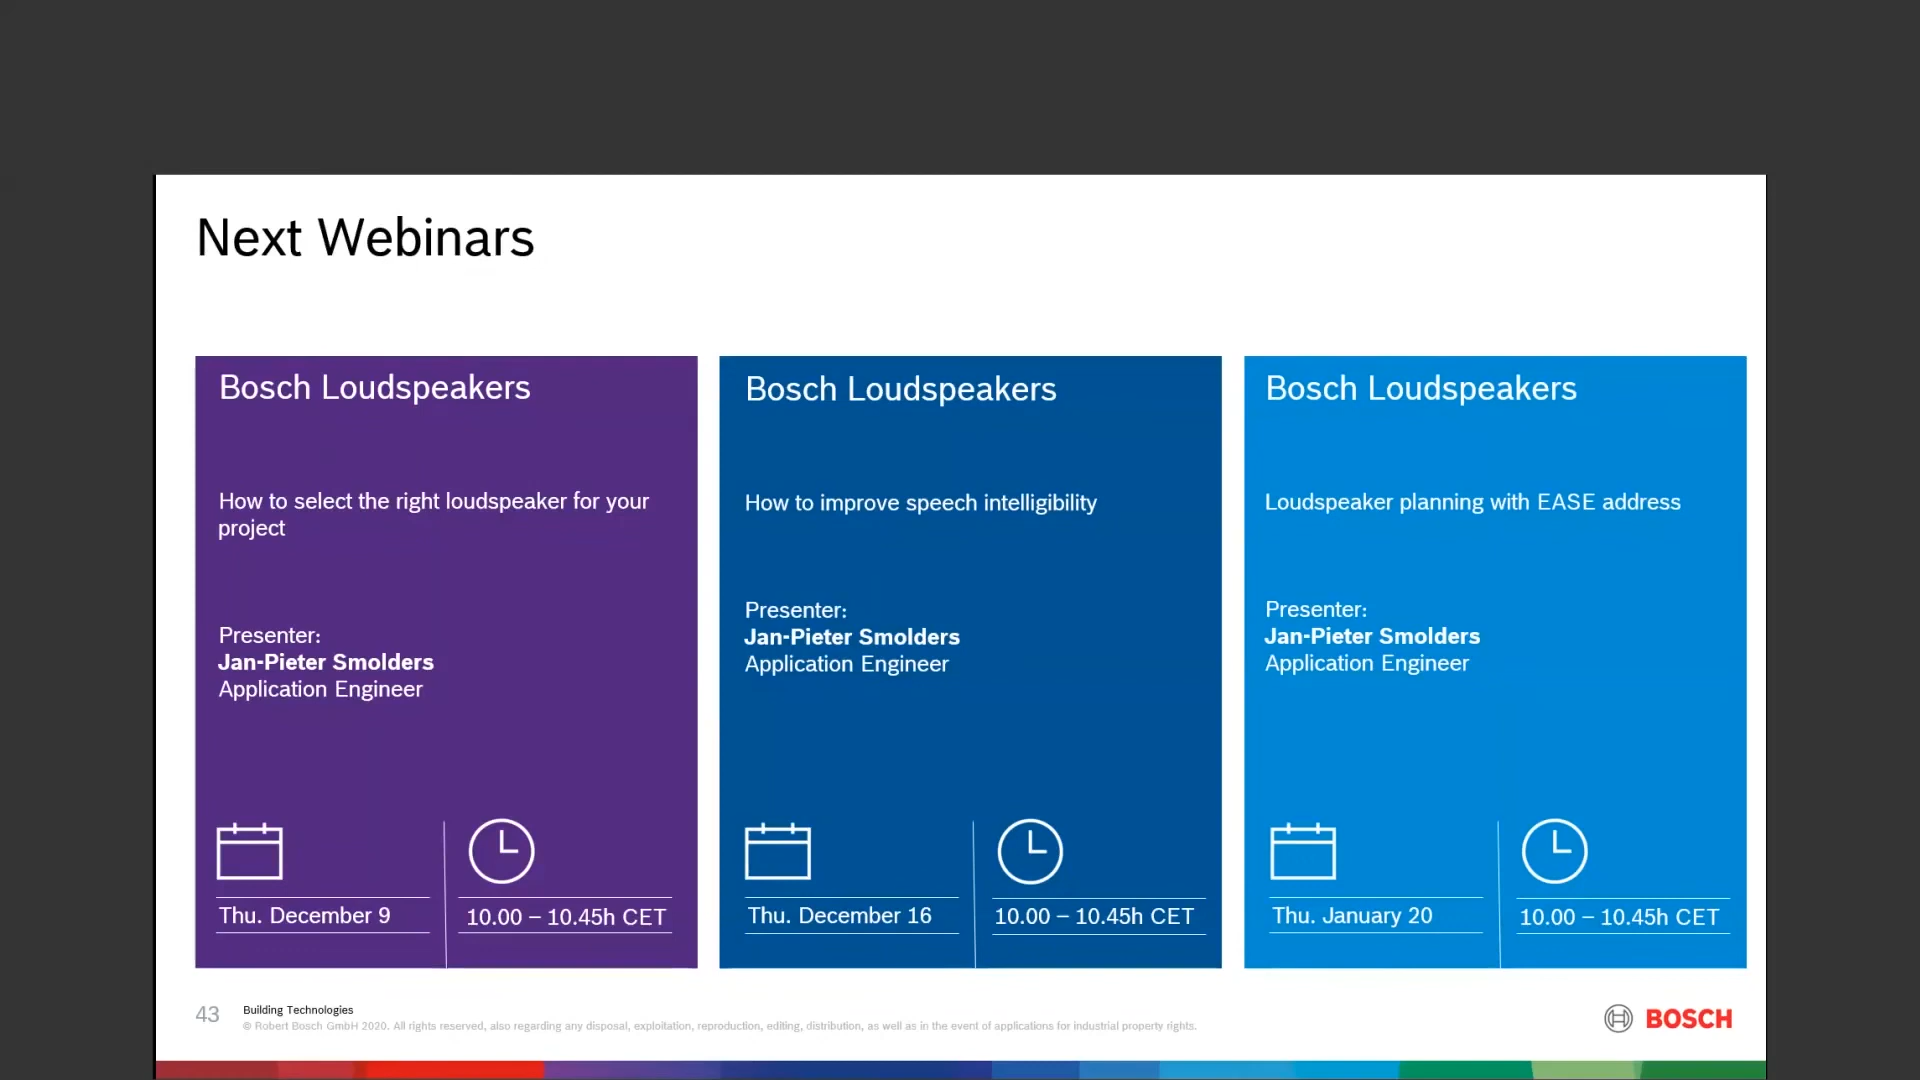 Next Webinars
Bosch Loudspeakers
How to select the right loudspeaker for your
project
Presenter:
Jan-Pieter Smolders
Application Engineer
Thu. December 9
10.00 – 10.45h CET
Bosch Loudspeakers
How to improve speech intelligibility
Presenter:
Jan-Pieter Smolders
Application Engineer
Thu. December 16
10.00 – 10.45h CET
Bosch Loudspeakers
Loudspeaker planning with EASE address
Presenter:
Jan-Pieter Smolders
Application Engineer
Thu. January 20
10.00 – 10.45h CET
43
Building Technologies
© Robert Bosch GmbH 2020. All rights reserved, also regarding any disposal, exploitation, reproduction, editing, distribution, as well as in the event of applications for industrial property rights.
BOSCH